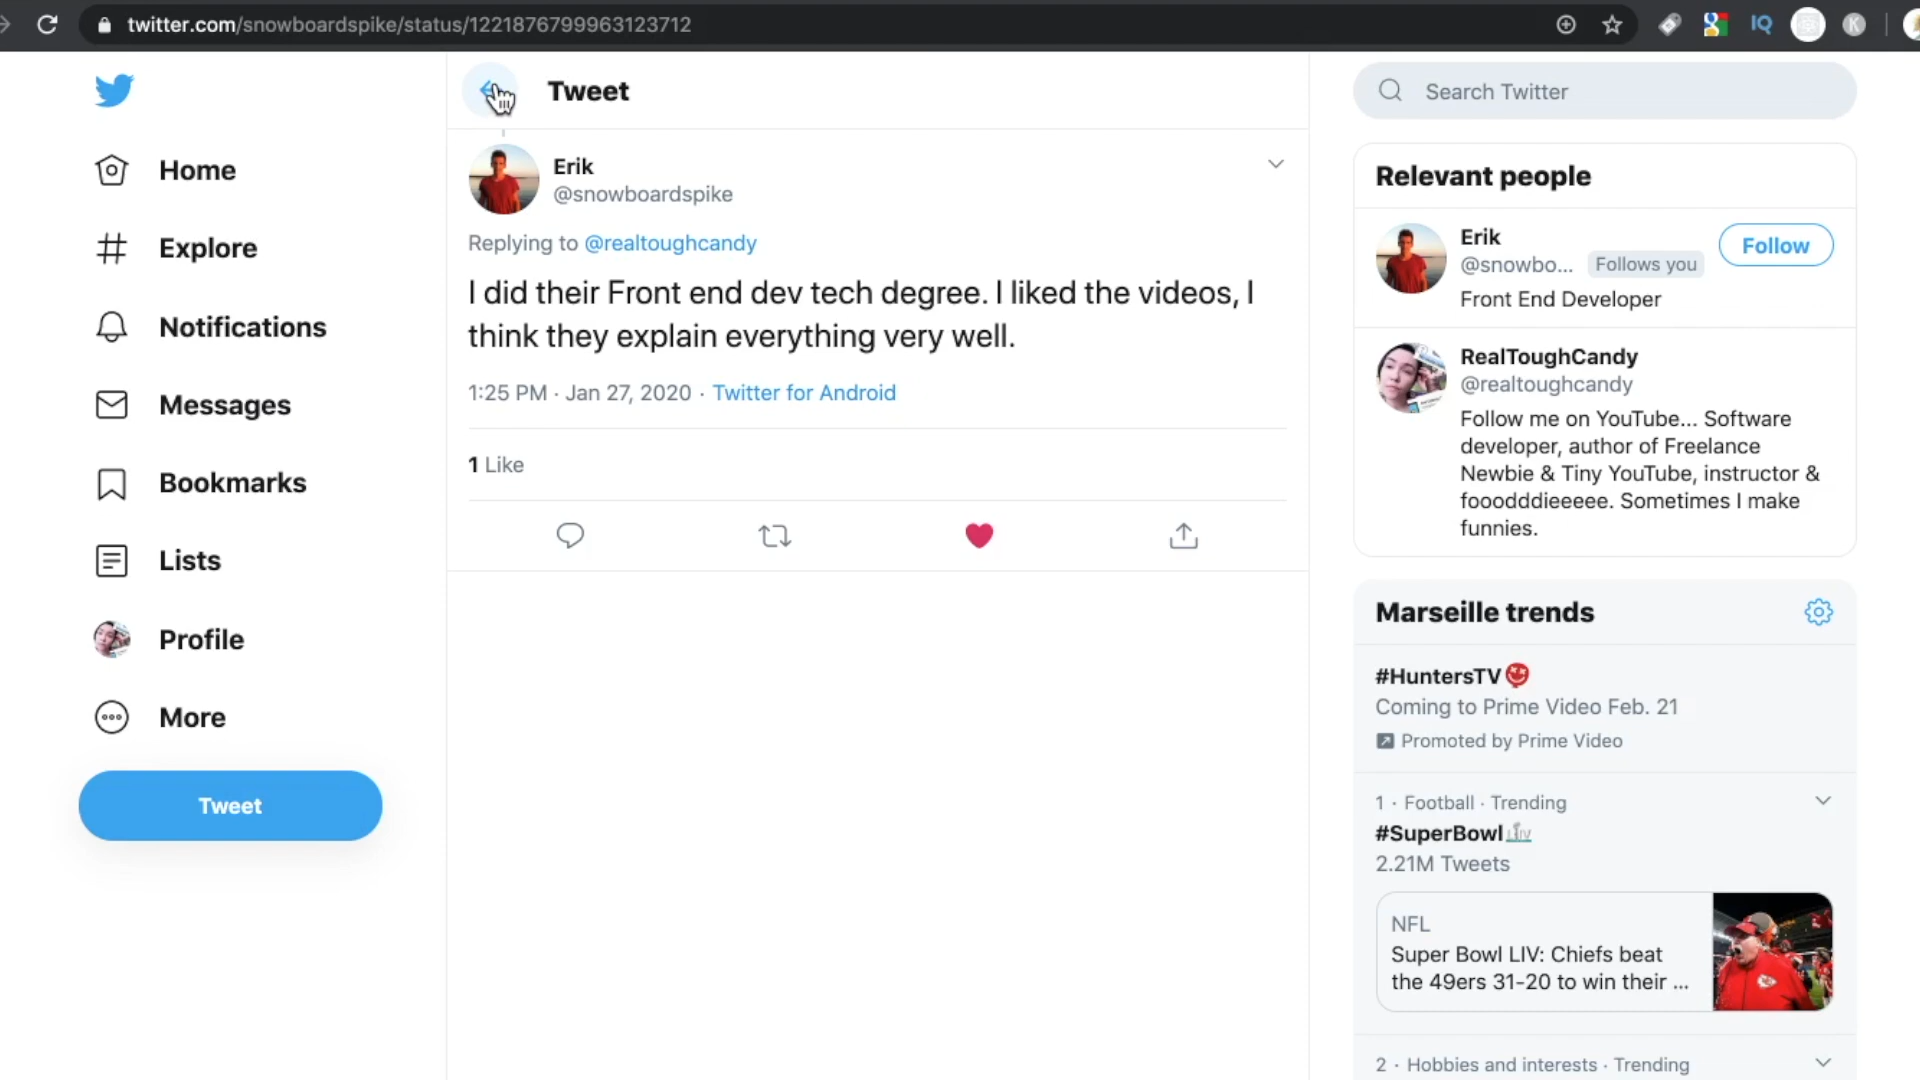 twitter.com/snowboardspike/status/1221876799963123712
IQ
K
Home
Explore
Notifications
Messages
Bookmarks
Lists
Profile
More
Tweet
Tweet
Erik
@snowboardspike
Replying to @realtoughcandy
I did their Front end dev tech degree. I liked the videos, I
think they explain everything very well.
1:25 PM · Jan 27, 2020 · Twitter for Android
1 Like
Search Twitter
Relevant people
Erik
@snowbo... Follows you
Follow
Front End Developer
RealToughCandy
@realtoughcandy
Follow me on YouTube... Software
developer, author of Freelance
Newbie & Tiny YouTube, instructor &
fooodddieeeee. Sometimes I make
funnies.
Marseille trends
#HuntersTV
Coming to Prime Video Feb. 21
Promoted by Prime Video
1 · Football · Trending
#SuperBowl
2.21M Tweets
NFL
Super Bowl LIV: Chiefs beat
the 49ers 31-20 to win their ...
2 · Hobbies and interests · Trending